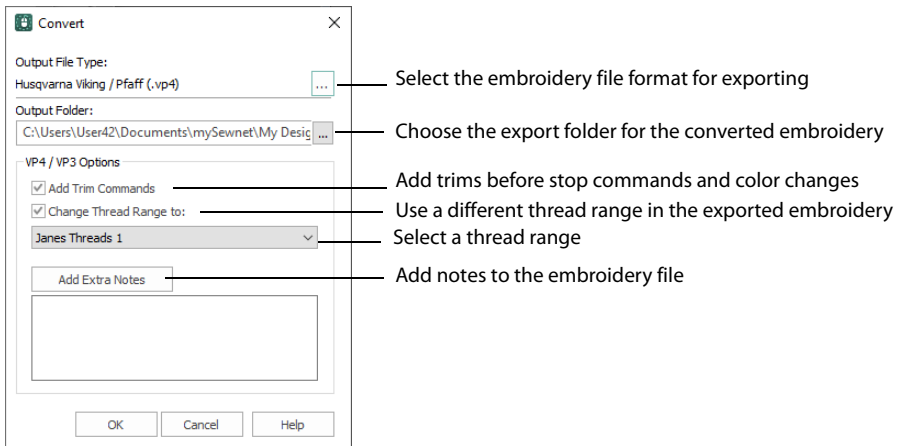 Convert
Output File Type:
Husqvarna Viking / Pfaff (.vp4)
...
Select the embroidery file format for exporting
Output Folder:
C:\Users\User42\Documents\mySewnet\My Desig
...
Choose the export folder for the converted embroidery
VP4 / VP3 Options
Add Trim Commands
Add trims before stop commands and color changes
Change Thread Range to:
Use a different thread range in the exported embroidery
Janes Threads 1
Select a thread range
Add Extra Notes
Add notes to the embroidery file
OK
Cancel
Help